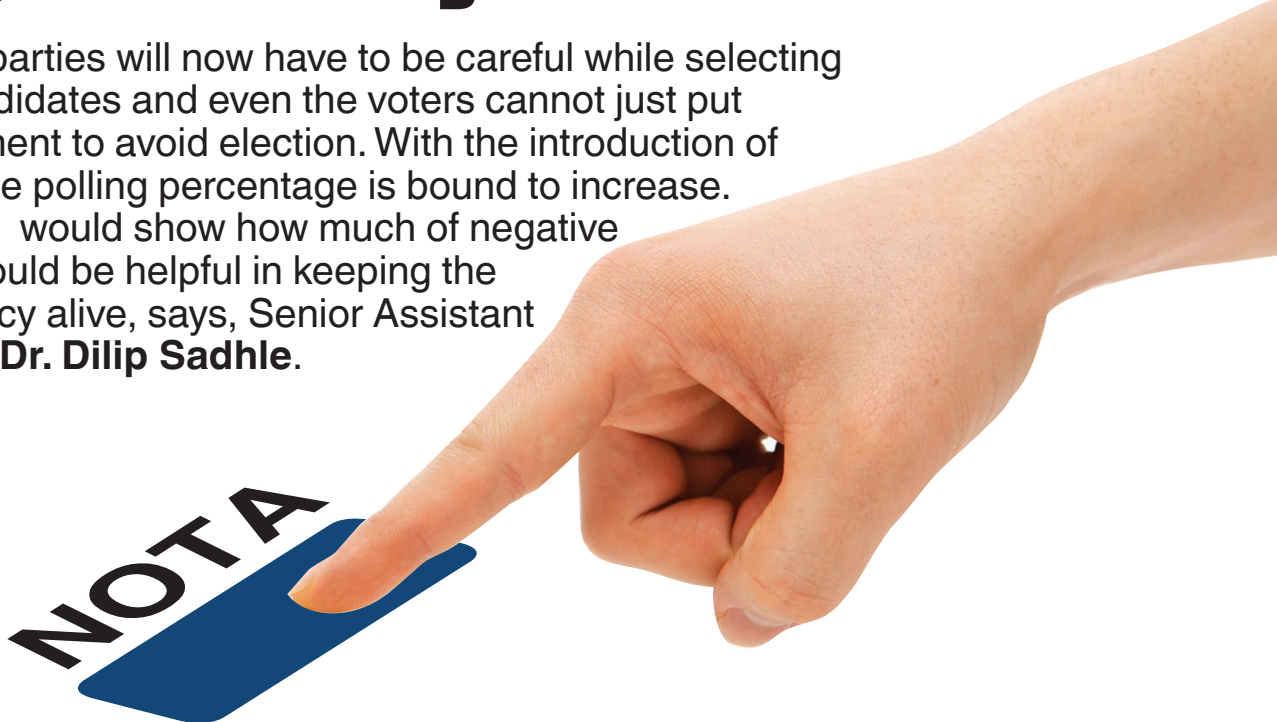 parties will now have to be careful while selecting
didates and even the voters cannot just put
ent to avoid election. With the introduction of
e polling percentage is bound to increase.
would show how much of negative
ould be helpful in keeping the
cy alive, says, Senior Assistant
Dr. Dilip Sadhle.
NOTA